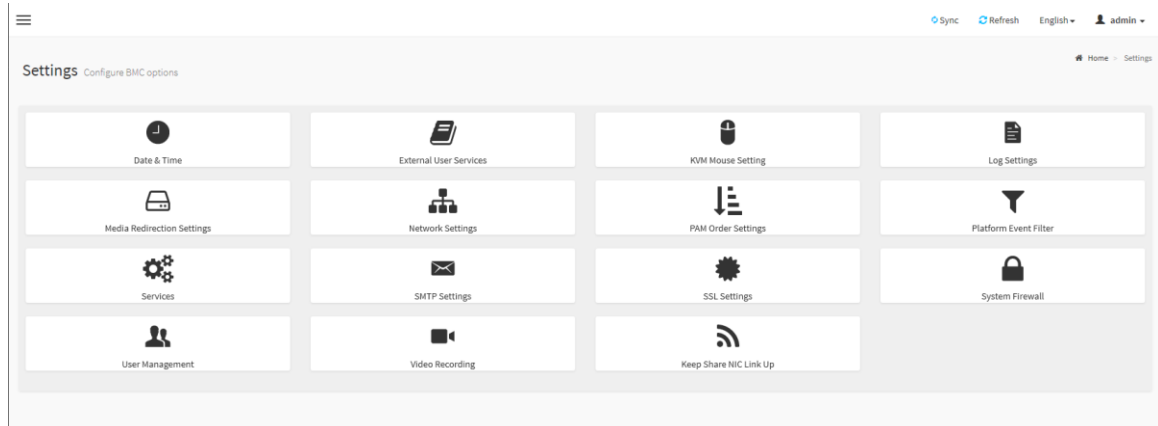 Sync Refresh English admin
Settings Configure BMC options
Home > Settings
Date & Time
External User Services
KVM Mouse Setting
Log Settings
Media Redirection Settings
Network Settings
PAM Order Settings
Platform Event Filter
Services
SMTP Settings
SSL Settings
System Firewall
User Management
Video Recording
Keep Share NIC Link Up